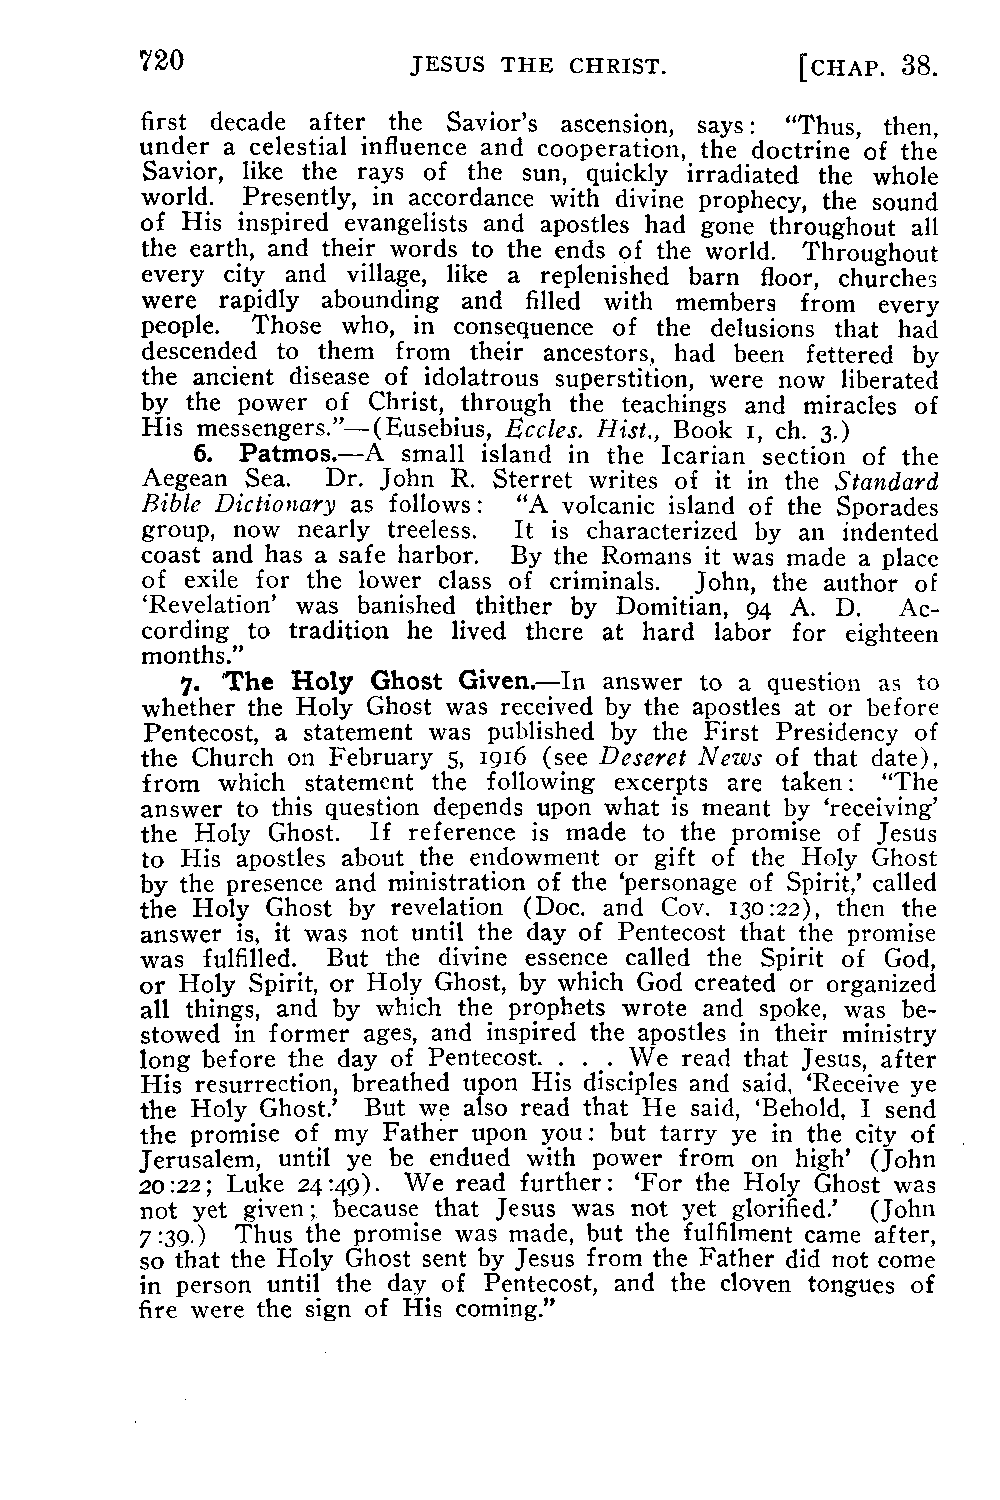 720 JESUS THE CHRIST. [CHAP. 38.
first decade after the Savior's ascension, says: "Thus, then,
under a celestial influence and cooperation, the doctrine of the
Savior, like the rays of the sun, quickly irradiated the whole
world. Presently, in accordance with divine prophecy, the sound
of His inspired evangelists and apostles had gone throughout all
the earth, and their words to the ends of the world. Throughout
every city and village, like a replenished barn floor, churches
were rapidly abounding and filled with members from every
people. Those who, in consequence of the delusions that had
descended to them from their ancestors, had been fettered by
the ancient disease of idolatrous superstition, were now liberated
by the power of Christ, through the teachings and miracles of
His messengers."—(Eusebius, Eccles. Hist., Book 1, ch. 3.)
6. Patmos.—A small island in the Icarian section of the
Aegean Sea. Dr. John R. Sterret writes of it in the Standard
Bible Dictionary as follows: "A volcanic island of the Sporades
group, now nearly treeless. It is characterized by an indented
coast and has a safe harbor. By the Romans it was made a place
of exile for the lower class of criminals. John, the author of
'Revelation' was banished thither by Domitian, 94 A. D. Ac-
cording to tradition he lived there at hard labor for eighteen
months."
7. The Holy Ghost Given.—In answer to a question as to
whether the Holy Ghost was received by the apostles at or before
Pentecost, a statement was published by the First Presidency of
the Church on February 5, 1916 (see Deseret News of that date),
from which statement the following excerpts are taken: "The
answer to this question depends upon what is meant by 'receiving'
the Holy Ghost. If reference is made to the promise of Jesus
to His apostles about the endowment or gift of the Holy Ghost
by the presence and ministration of the 'personage of Spirit,' called
the Holy Ghost by revelation (Doc. and Cov. 130:22), then the
answer is, it was not until the day of Pentecost that the promise
was fulfilled. But the divine essence called the Spirit of God,
or Holy Spirit, or Holy Ghost, by which God created or organized
all things, and by which the prophets wrote and spoke, was be-
stowed in former ages, and inspired the apostles in their ministry
long before the day of Pentecost. . . . We read that Jesus, after
His resurrection, breathed upon His disciples and said, 'Receive ye
the Holy Ghost.' But we also read that He said, 'Behold, I send
the promise of my Father upon you: but tarry ye in the city of
Jerusalem, until ye be endued with power from on high' (John
20:22; Luke 24:49). We read further: 'For the Holy Ghost was
not yet given; because that Jesus was not yet glorified.' (John
7:39.) Thus the promise was made, but the fulfilment came after,
so that the Holy Ghost sent by Jesus from the Father did not come
in person until the day of Pentecost, and the cloven tongues of
fire were the sign of His coming."